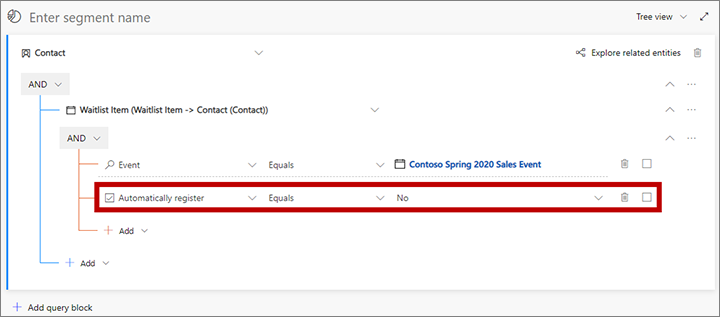 Enter segment name Tree view
Contact Explore related entities
AND
Waitlist Item (Waitlist Item -> Contact (Contact))
AND
Event Equals Contoso Spring 2020 Sales Event
Automatically register Equals No
Add
Add
Add query block